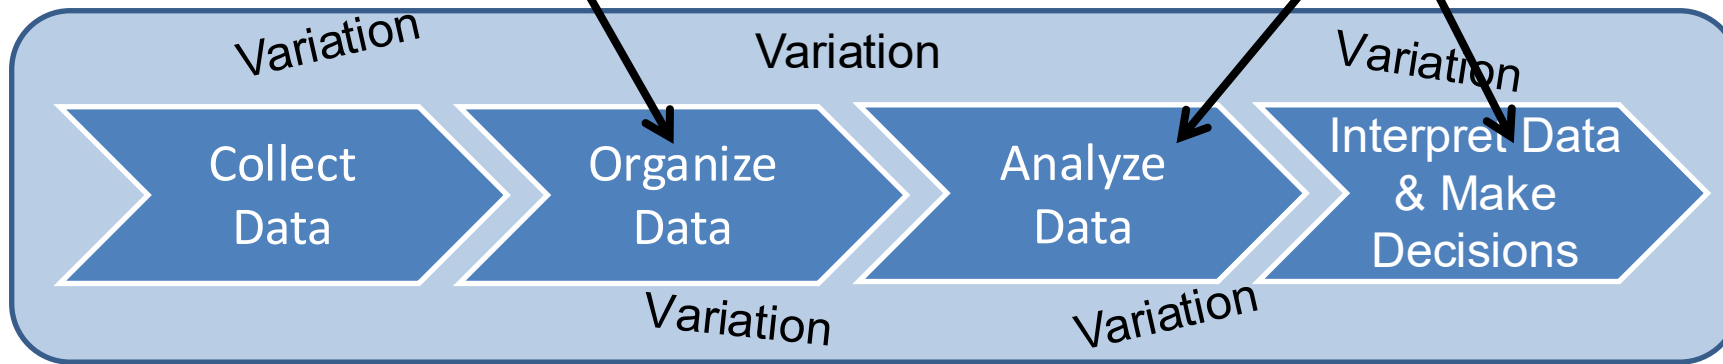 Variation
Variation
Variation
Collect
Data
Organize
Data
Analyze
Data
Interpret Data
& Make
Decisions
Variation
Variation